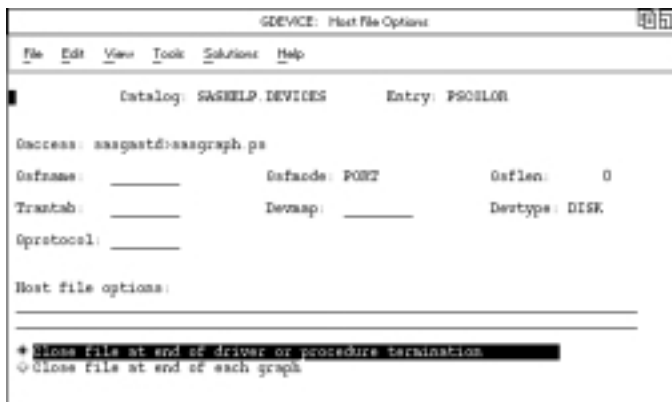 GDEVICE: Host File Options
File Edit View Tools Solutions Help
Catalog: SASHELP.DEVICES Entry: PSCOLOR
Gaccess: sasgastd>sasgraph.ps
Gsfname: Gsfmode: PORT Gsflen: 0
Trantab: Devmap: Devtype: DISK
Gprotocol:
Host file options:
Close file at end of driver or procedure termination
Close file at end of each graph